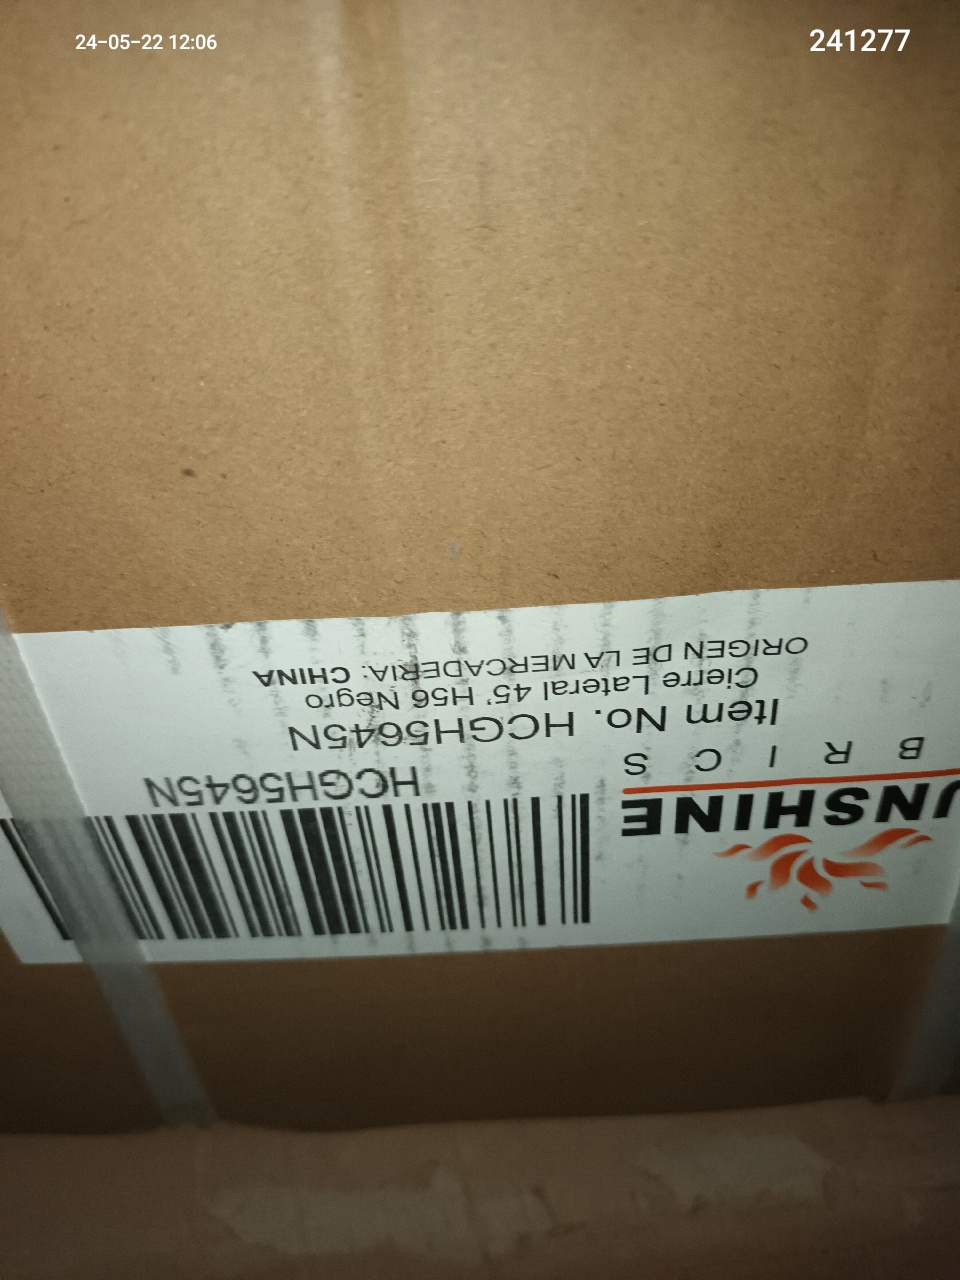 24-05-22 12:06
241277
UNSHINE
B R I C S
HCGH5645N
Item No. HCGH5645N
Cierre Lateral 45' H56 Negro
ORIGEN DE LA MERCADERIA: CHINA